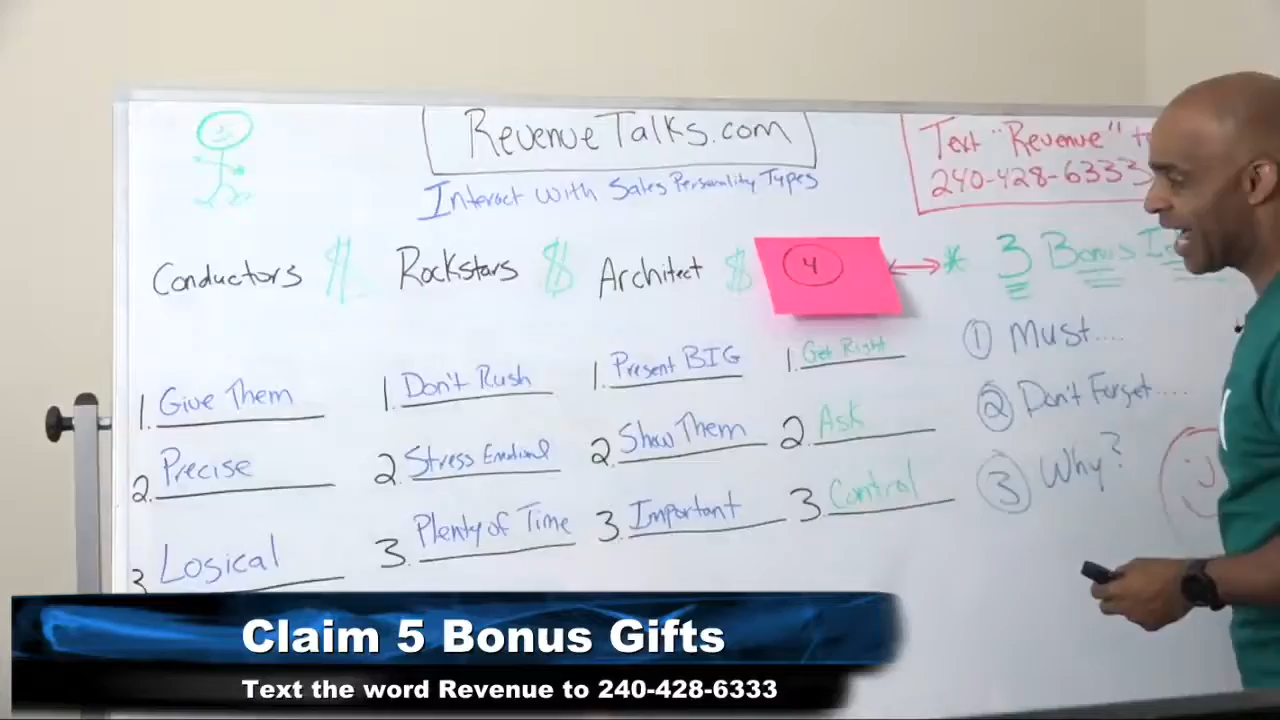 RevenueTalks.com
Interact with Sales Personality Types
Text "Revenue" t
240-428-6333
Conductors $ Rockstars $ Architect $ 4 * 3 Bonus
1. Give Them
2. Precise
3 Logical
1. Don't Rush
2. Stress Emotional
3. Plenty of Time
1. Present BIG
2. Show Them
3. Important
1. Get Right
2. Ask
3. Control
1 Must....
2 Don't Forget....
3 Why?
Claim 5 Bonus Gifts
Text the word Revenue to 240-428-6333